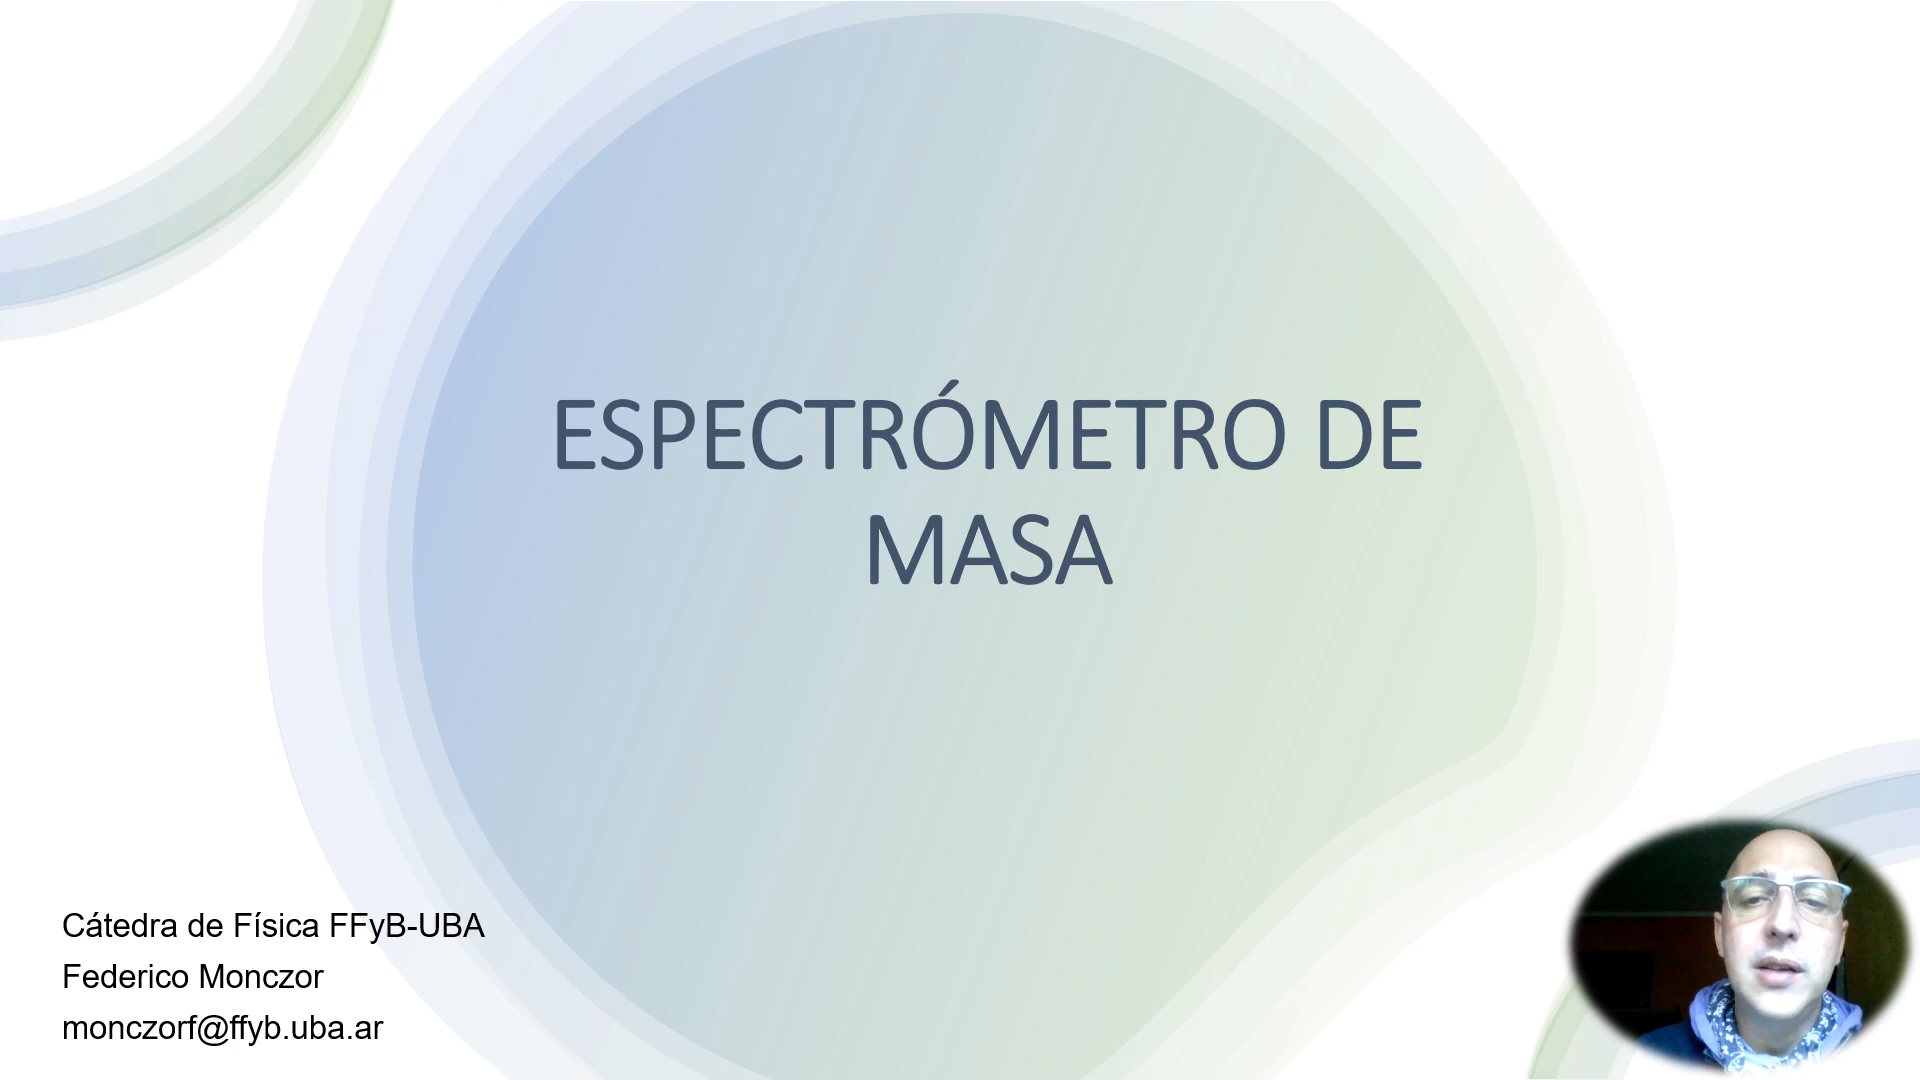 ESPECTRÓMETRO DE
MASA
Cátedra de Física FFyB-UBA
Federico Monczor
monczorf@ffyb.uba.ar